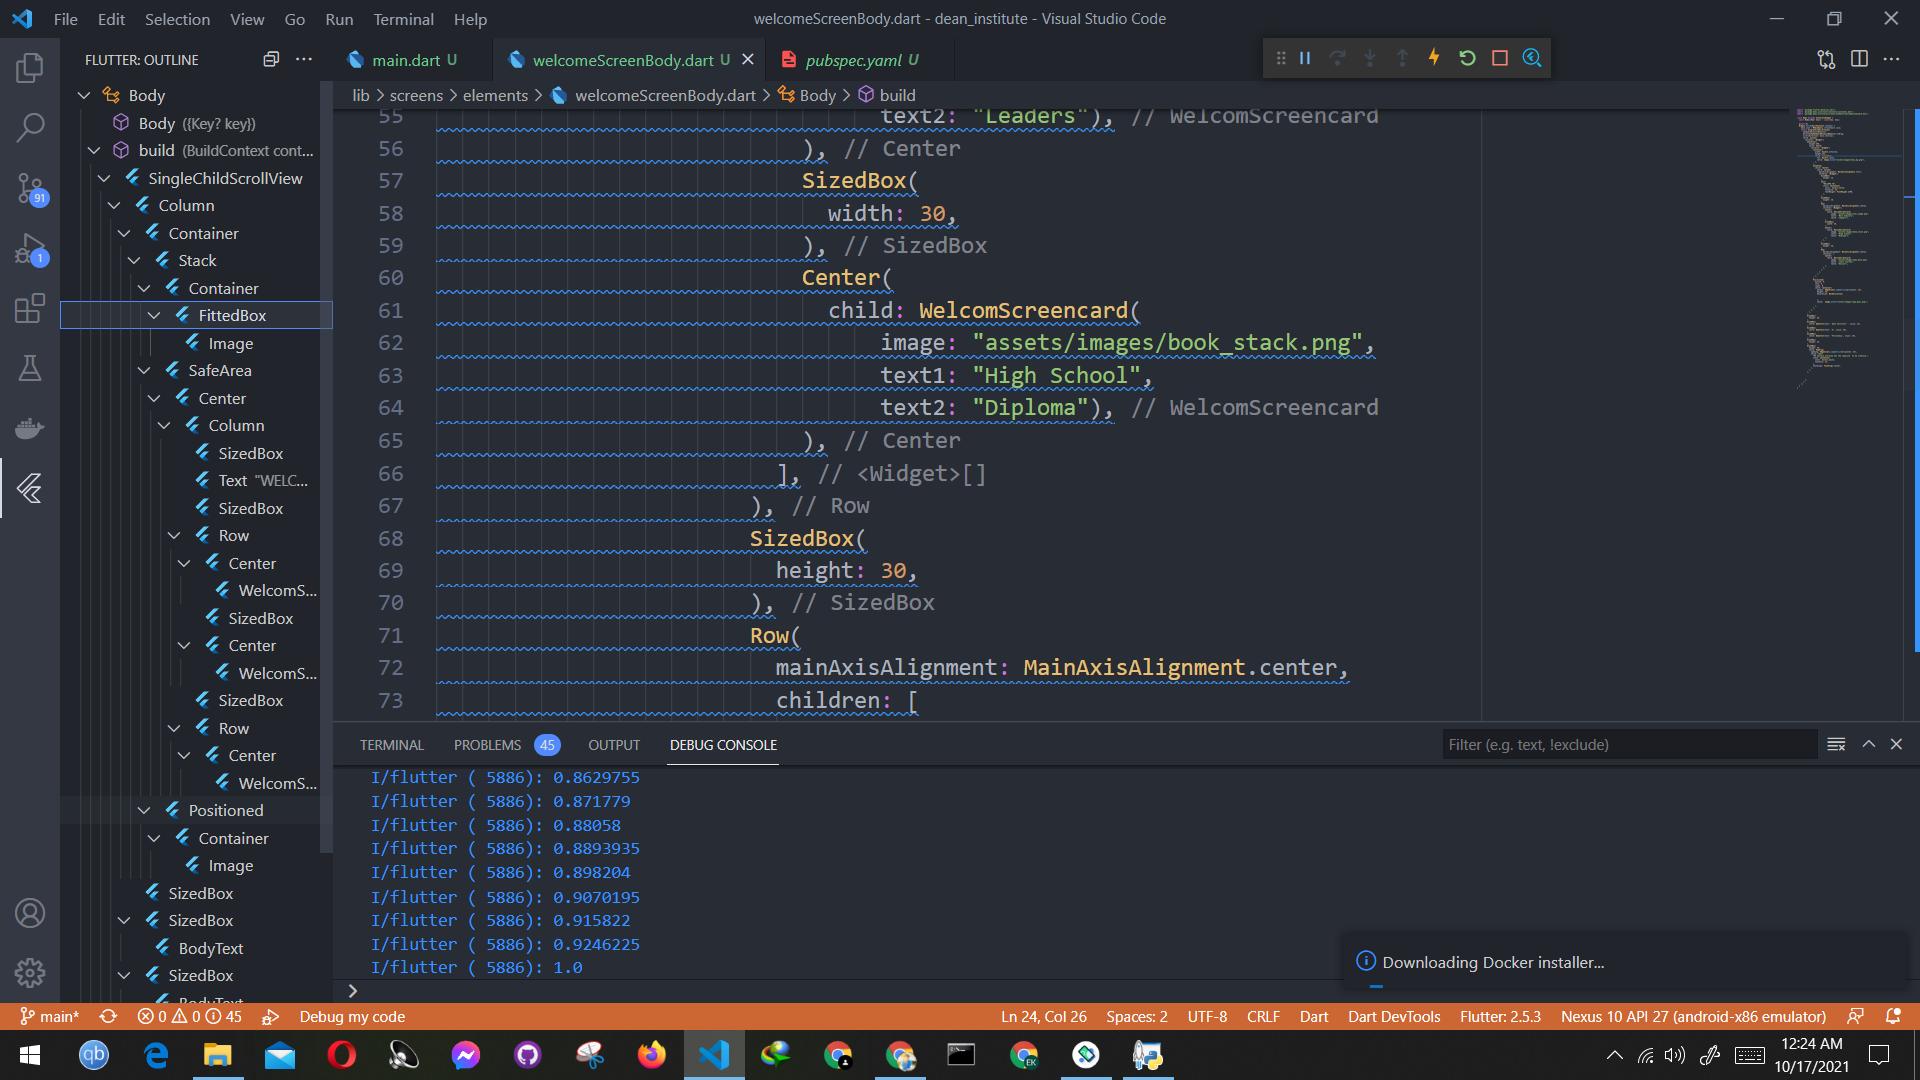 File Edit Selection View Go Run Terminal Help
welcomeScreenBody.dart - dean_institute - Visual Studio Code
FLUTTER: OUTLINE
main.dart U
welcomeScreenBody.dart U
pubspec.yaml U
lib > screens > elements > welcomeScreenBody.dart > Body > build
Body
Body ({Key? key})
build (BuildContext cont...
SingleChildScrollView
Column
Container
Stack
Container
FittedBox
Image
SafeArea
Center
Column
SizedBox
Text "WELC...
SizedBox
Row
Center
WelcomS...
SizedBox
Center
WelcomS...
SizedBox
Row
Center
WelcomS...
Positioned
Container
Image
SizedBox
SizedBox
BodyText
SizedBox
BodyText
91
1
55 text2: "Leaders"), // WelcomScreencard
56 ), // Center
57 SizedBox(
58 width: 30,
59 ), // SizedBox
60 Center(
61 child: WelcomScreencard(
62 image: "assets/images/book_stack.png",
63 text1: "High School",
64 text2: "Diploma"), // WelcomScreencard
65 ), // Center
66 ], // <Widget>[]
67 ), // Row
68 SizedBox(
69 height: 30,
70 ), // SizedBox
71 Row(
72 mainAxisAlignment: MainAxisAlignment.center,
73 children: [
TERMINAL PROBLEMS 45 OUTPUT DEBUG CONSOLE
Filter (e.g. text, !exclude)
I/flutter ( 5886): 0.8629755
I/flutter ( 5886): 0.871779
I/flutter ( 5886): 0.88058
I/flutter ( 5886): 0.8893935
I/flutter ( 5886): 0.898204
I/flutter ( 5886): 0.9070195
I/flutter ( 5886): 0.915822
I/flutter ( 5886): 0.9246225
I/flutter ( 5886): 1.0
>
Downloading Docker installer...
main* 0 0 45 Debug my code
Ln 24, Col 26 Spaces: 2 UTF-8 CRLF Dart Dart DevTools Flutter: 2.5.3 Nexus 10 API 27 (android-x86 emulator)
qb
EK
12:24 AM
10/17/2021